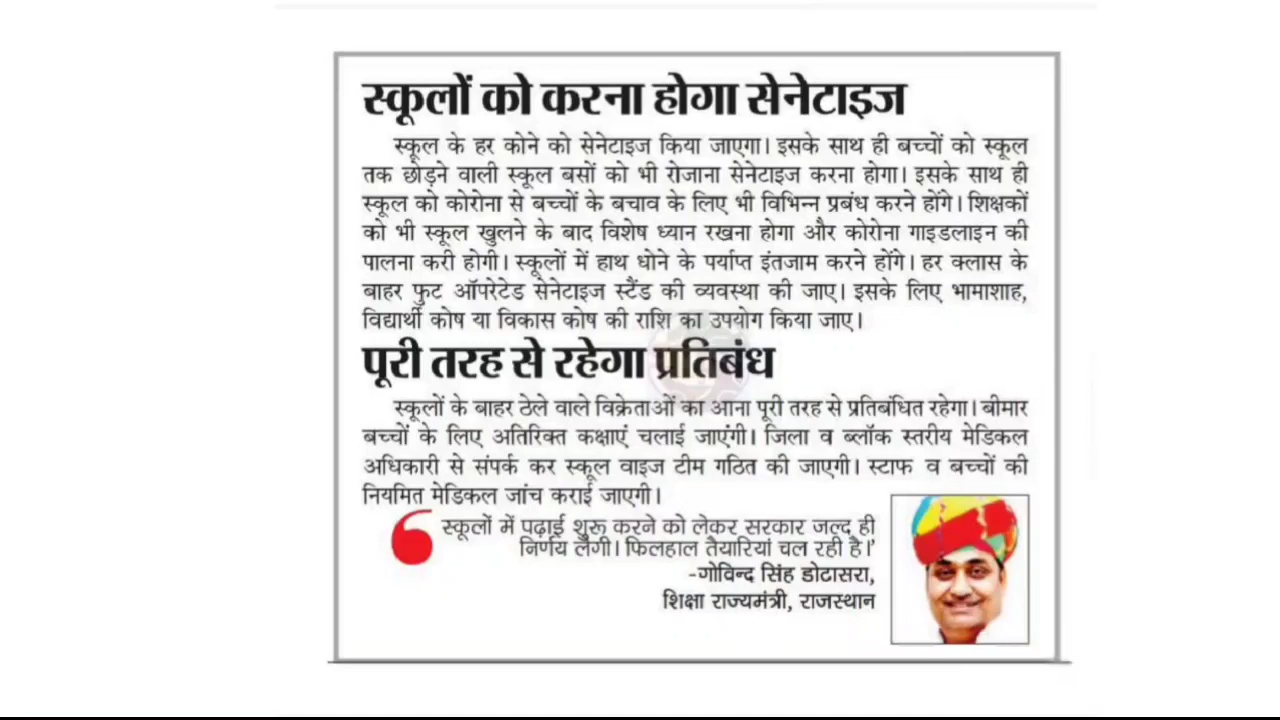 स्कूलों को करना होगा सेनेटाइज
स्कूल के हर कोने को सेनेटाइज किया जाएगा। इसके साथ ही बच्चों को स्कूल
तक छोड़ने वाली स्कूल बसों को भी रोजाना सेनेटाइज करना होगा। इसके साथ ही
स्कूल को कोरोना से बच्चों के बचाव के लिए भी विभिन्न प्रबंध करने होंगे। शिक्षकों
को भी स्कूल खुलने के बाद विशेष ध्यान रखना होगा और कोरोना गाइडलाइन की
पालना करी होगी। स्कूलों में हाथ धोने के पर्याप्त इंतजाम करने होंगे। हर क्लास के
बाहर फुट ऑपरेटेड सेनेटाइज स्टैंड की व्यवस्था की जाए। इसके लिए भामाशाह,
विद्यार्थी कोष या विकास कोष की राशि का उपयोग किया जाए।
पूरी तरह से रहेगा प्रतिबंध
स्कूलों के बाहर ठेले वाले विक्रेताओं का आना पूरी तरह से प्रतिबंधित रहेगा। बीमार
बच्चों के लिए अतिरिक्त कक्षाएं चलाई जाएंगी। जिला व ब्लॉक स्तरीय मेडिकल
अधिकारी से संपर्क कर स्कूल वाइज टीम गठित की जाएगी। स्टाफ व बच्चों की
नियमित मेडिकल जांच कराई जाएगी।
‘स्कूलों में पढ़ाई शुरू करने को लेकर सरकार जल्द ही
निर्णय लेगी। फिलहाल तैयारियां चल रही है।’
-गोविन्द सिंह डोटासरा,
शिक्षा राज्यमंत्री, राजस्थान